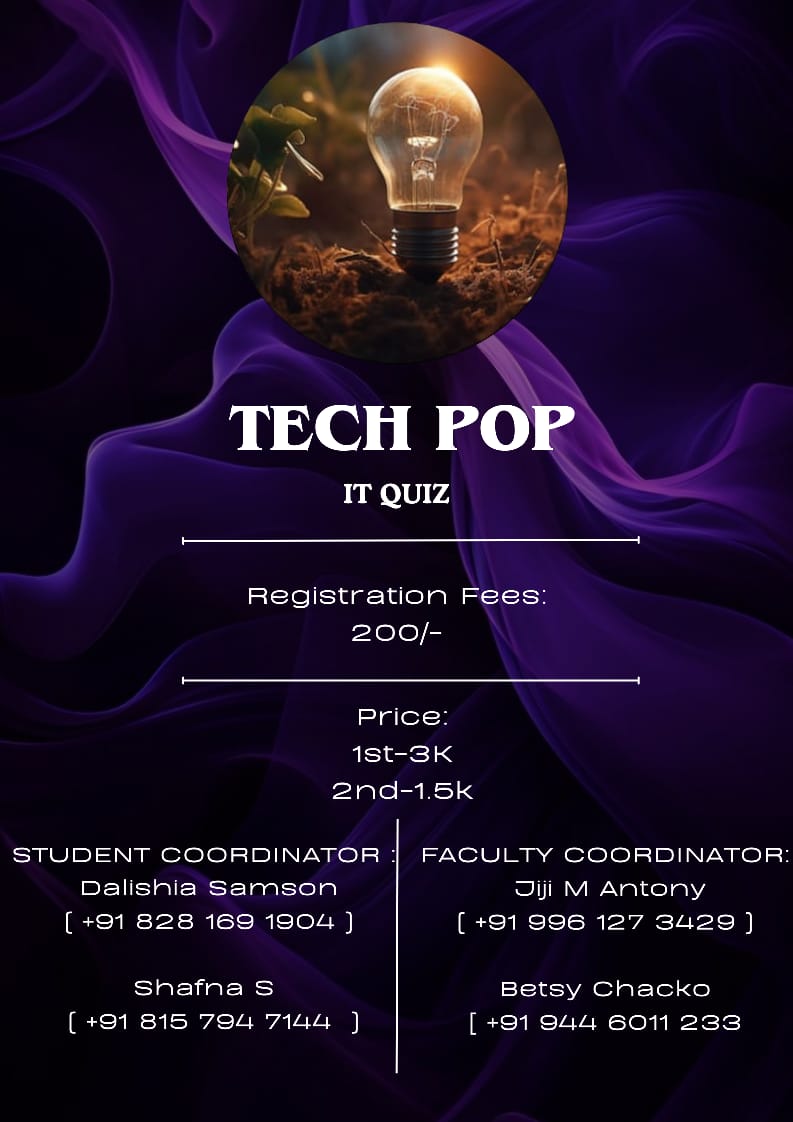 TECH POP
IT QUIZ
Registration Fees:
200/-
Price:
1st-3K
2nd-1.5k
STUDENT COORDINATOR :
Dalishia Samson
( +91 828 169 1904 )
Shafna S
( +91 815 794 7144 )
FACULTY COORDINATOR:
Jiji M Antony
( +91 996 127 3429 )
Betsy Chacko
[ +91 944 6011 233